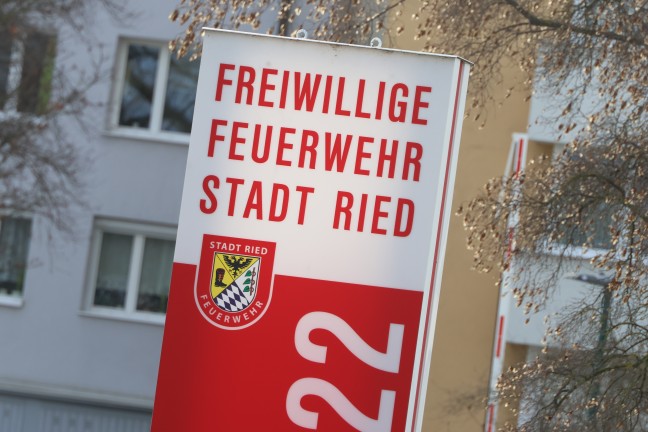 FREIWILLIGE
FEUERWEHR
STADT RIED
STADT RIED
FEUERWEHR
22